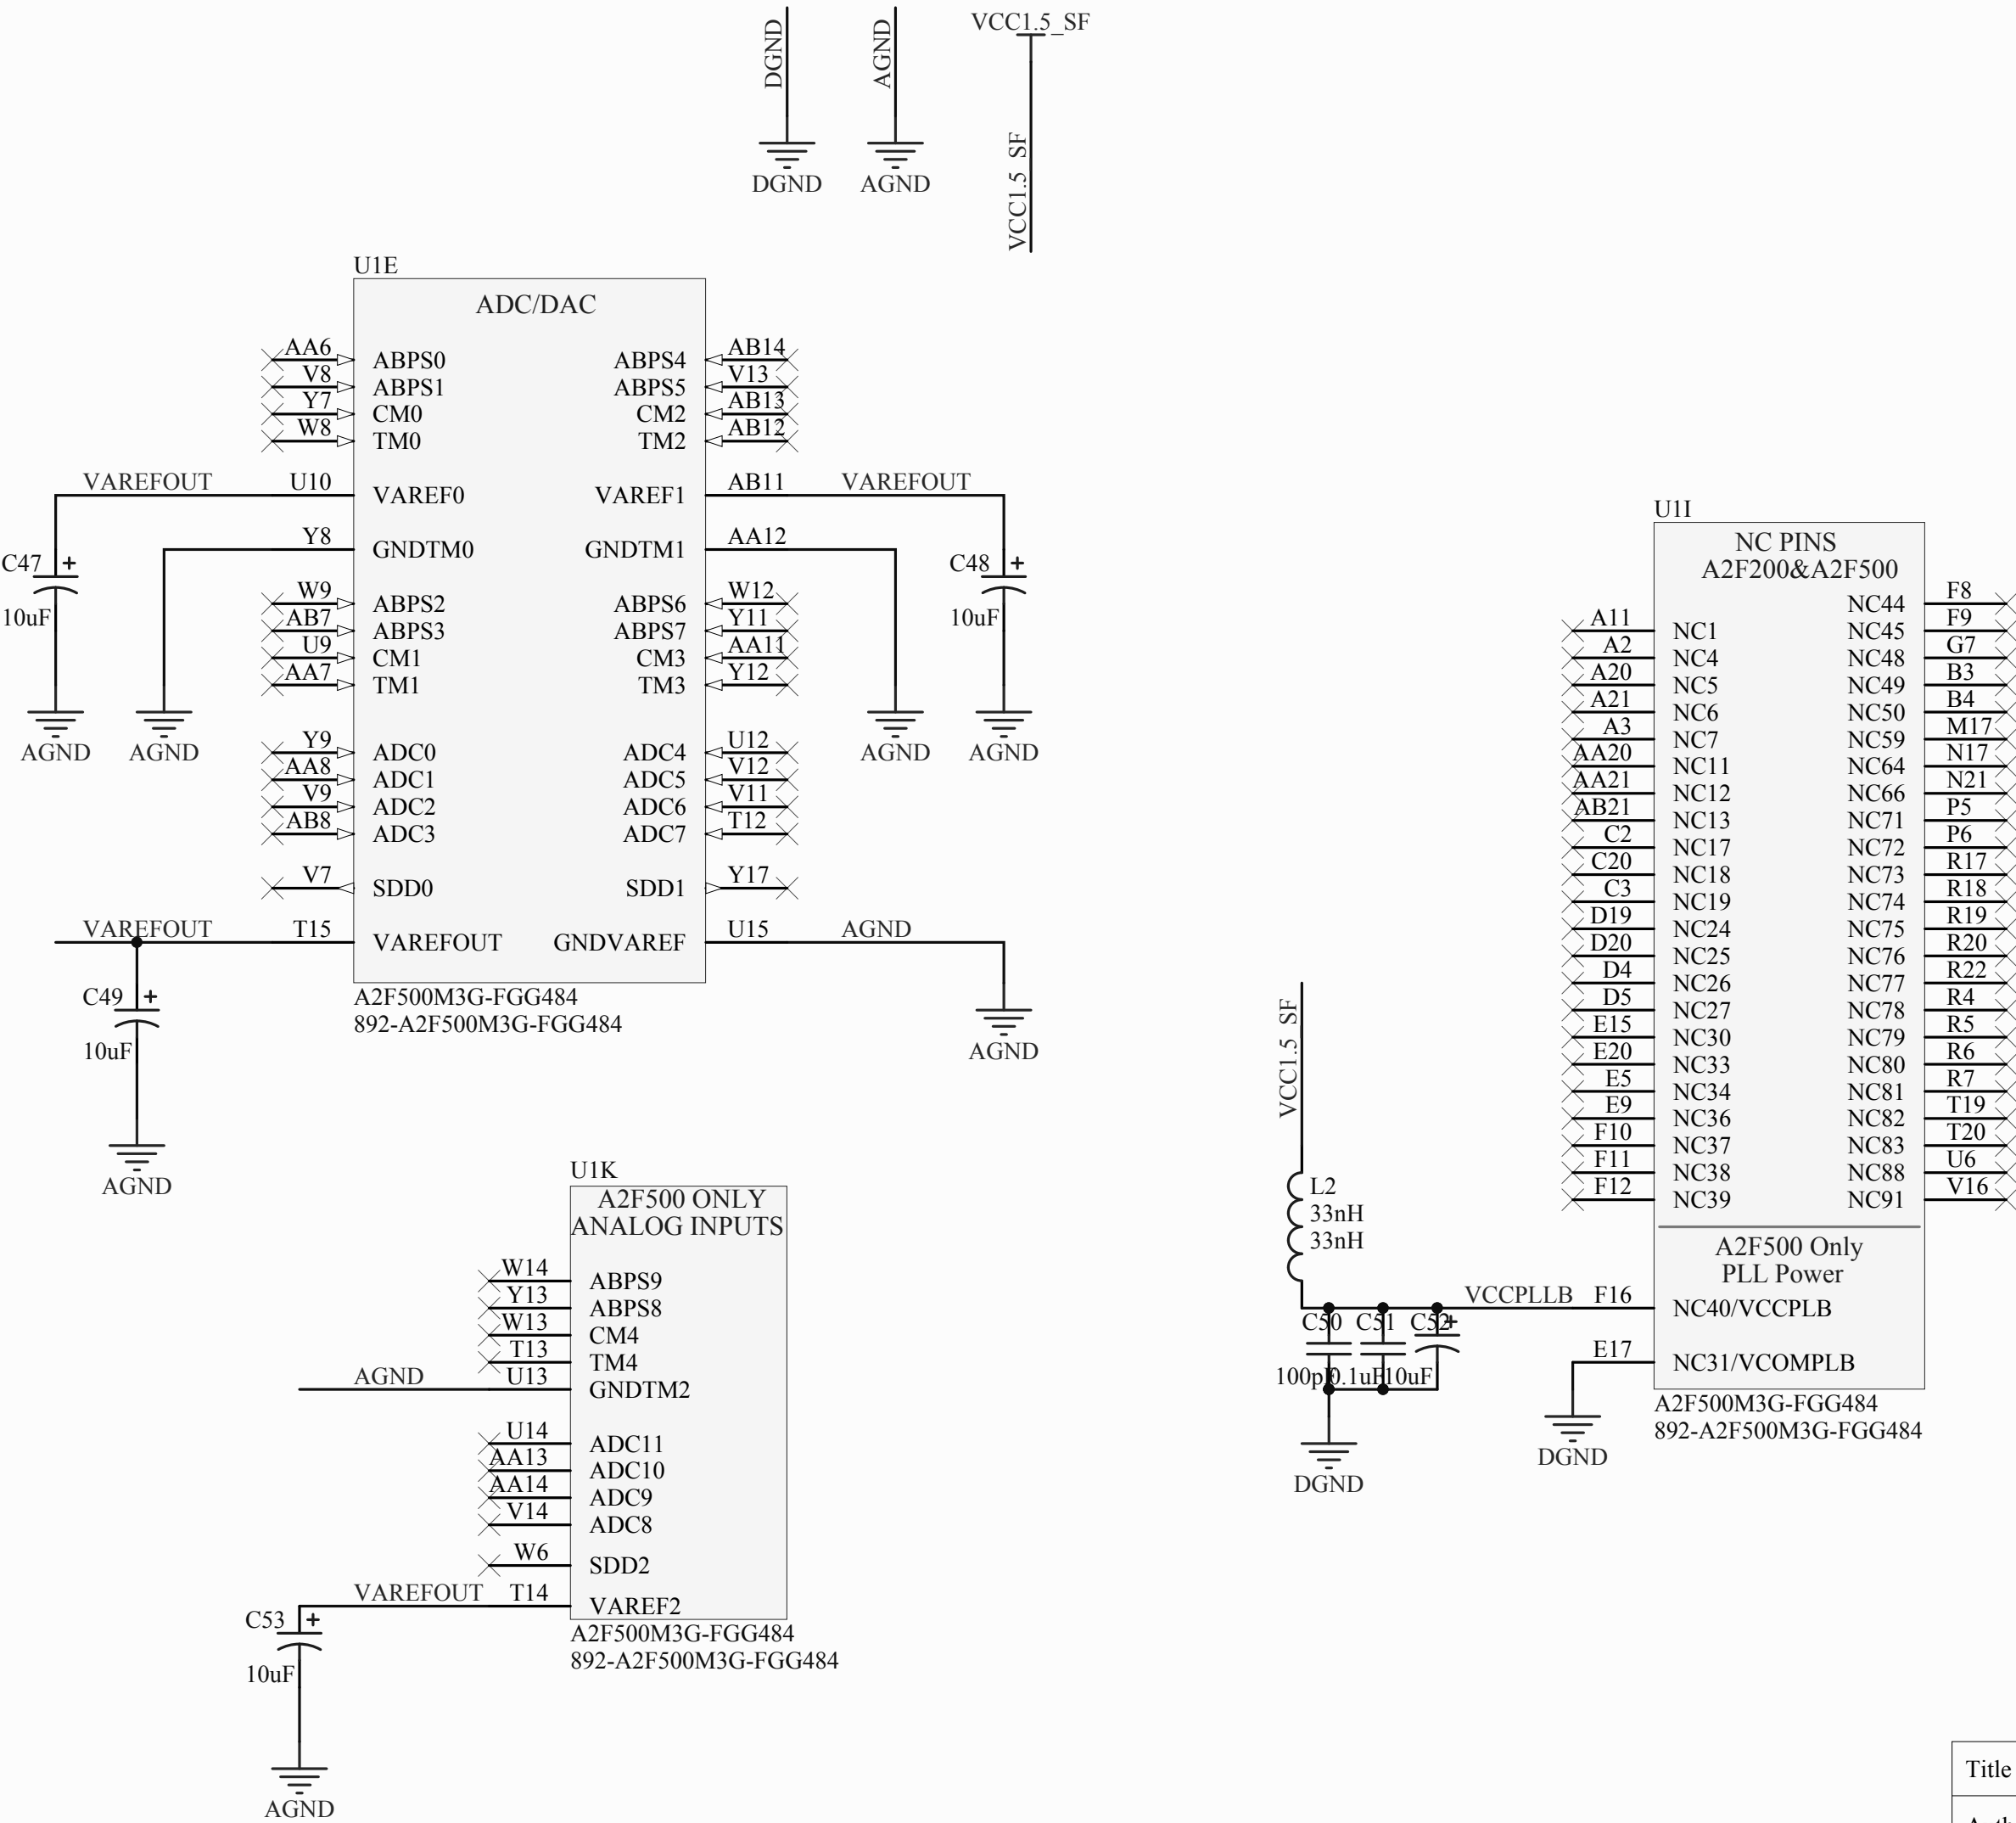 DGND
AGND
VCC1.5_SF
DGND
AGND
VCC1.5_SF
U1E
ADC/DAC
AA6 ABPS0 ABPS4 AB14
V8 ABPS1 ABPS5 V13
Y7 CM0 CM2 AB13
W8 TM0 TM2 AB12
VAREFOUT U10 VAREF0 VAREF1 AB11 VAREFOUT
Y8 GNDTM0 GNDTM1 AA12
C47
10uF
C48
10uF
W9 ABPS2 ABPS6 W12
AB7 ABPS3 ABPS7 Y11
U9 CM1 CM3 AA11
AA7 TM1 TM3 Y12
AGND AGND AGND AGND
Y9 ADC0 ADC4 U12
AA8 ADC1 ADC5 V12
V9 ADC2 ADC6 V11
AB8 ADC3 ADC7 T12
V7 SDD0 SDD1 Y17
VAREFOUT T15 VAREFOUT GNDVAREF U15 AGND
A2F500M3G-FGG484
892-A2F500M3G-FGG484
C49
10uF
AGND
AGND
U1K
A2F500 ONLY
ANALOG INPUTS
W14 ABPS9
Y13 ABPS8
W13 CM4
T13 TM4
AGND U13 GNDTM2
U14 ADC11
AA13 ADC10
AA14 ADC9
V14 ADC8
W6 SDD2
VAREFOUT T14 VAREF2
A2F500M3G-FGG484
892-A2F500M3G-FGG484
C53
10uF
AGND
U1I
NC PINS
A2F200&A2F500
NC44 F8
A11 NC1 NC45 F9
A2 NC4 NC48 G7
A20 NC5 NC49 B3
A21 NC6 NC50 B4
A3 NC7 NC59 M17
AA20 NC11 NC64 N17
AA21 NC12 NC66 N21
AB21 NC13 NC71 P5
C2 NC17 NC72 P6
C20 NC18 NC73 R17
C3 NC19 NC74 R18
D19 NC24 NC75 R19
D20 NC25 NC76 R20
D4 NC26 NC77 R22
D5 NC27 NC78 R4
E15 NC30 NC79 R5
E20 NC33 NC80 R6
E5 NC34 NC81 R7
E9 NC36 NC82 T19
F10 NC37 NC83 T20
F11 NC38 NC88 U6
F12 NC39 NC91 V16
A2F500 Only
PLL Power
VCCPLLB F16 NC40/VCCPLB
E17 NC31/VCOMPLB
A2F500M3G-FGG484
892-A2F500M3G-FGG484
VCC1.5_SF
L2
33nH
33nH
C50 C51 C52
100pF 0.1uF 10uF
DGND
DGND
Title